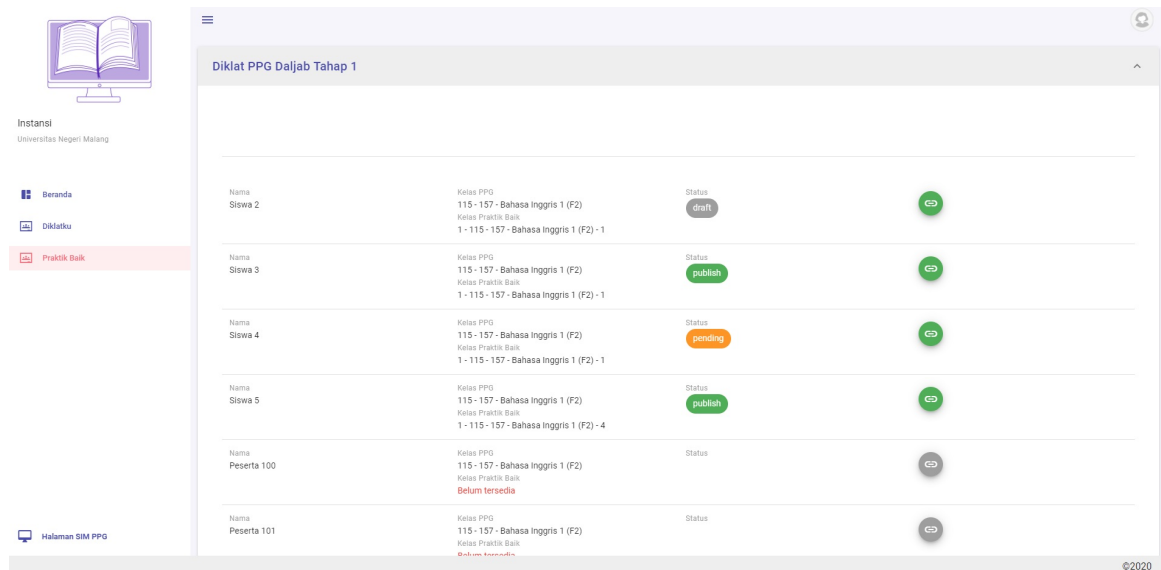 Diklat PPG Daljab Tahap 1
Instansi
Universitas Negeri Malang
Beranda
Diklatku
Praktik Baik
Halaman SIM PPG
Nama
Siswa 2
Kelas PPG
115 - 157 - Bahasa Inggris 1 (F2)
Kelas Praktik Baik
1 - 115 - 157 - Bahasa Inggris 1 (F2) - 1
Status
draft
Nama
Siswa 3
Kelas PPG
115 - 157 - Bahasa Inggris 1 (F2)
Kelas Praktik Baik
1 - 115 - 157 - Bahasa Inggris 1 (F2) - 1
Status
publish
Nama
Siswa 4
Kelas PPG
115 - 157 - Bahasa Inggris 1 (F2)
Kelas Praktik Baik
1 - 115 - 157 - Bahasa Inggris 1 (F2) - 1
Status
pending
Nama
Siswa 5
Kelas PPG
115 - 157 - Bahasa Inggris 1 (F2)
Kelas Praktik Baik
1 - 115 - 157 - Bahasa Inggris 1 (F2) - 4
Status
publish
Nama
Peserta 100
Kelas PPG
115 - 157 - Bahasa Inggris 1 (F2)
Kelas Praktik Baik
Belum tersedia
Status
Nama
Peserta 101
Kelas PPG
115 - 157 - Bahasa Inggris 1 (F2)
Kelas Praktik Baik
Belum tersedia
Status
©2020